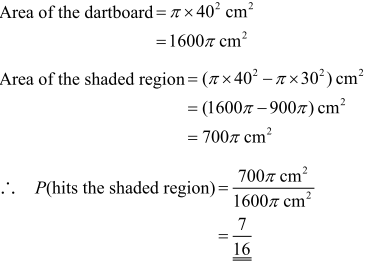 Area of the dartboard = π × 40² cm²
= 1600π cm²
Area of the shaded region = (π × 40² − π × 30²) cm²
= (1600π − 900π) cm²
= 700π cm²
∴ P(hits the shaded region) = 700π cm² / 1600π cm²
= 7/16